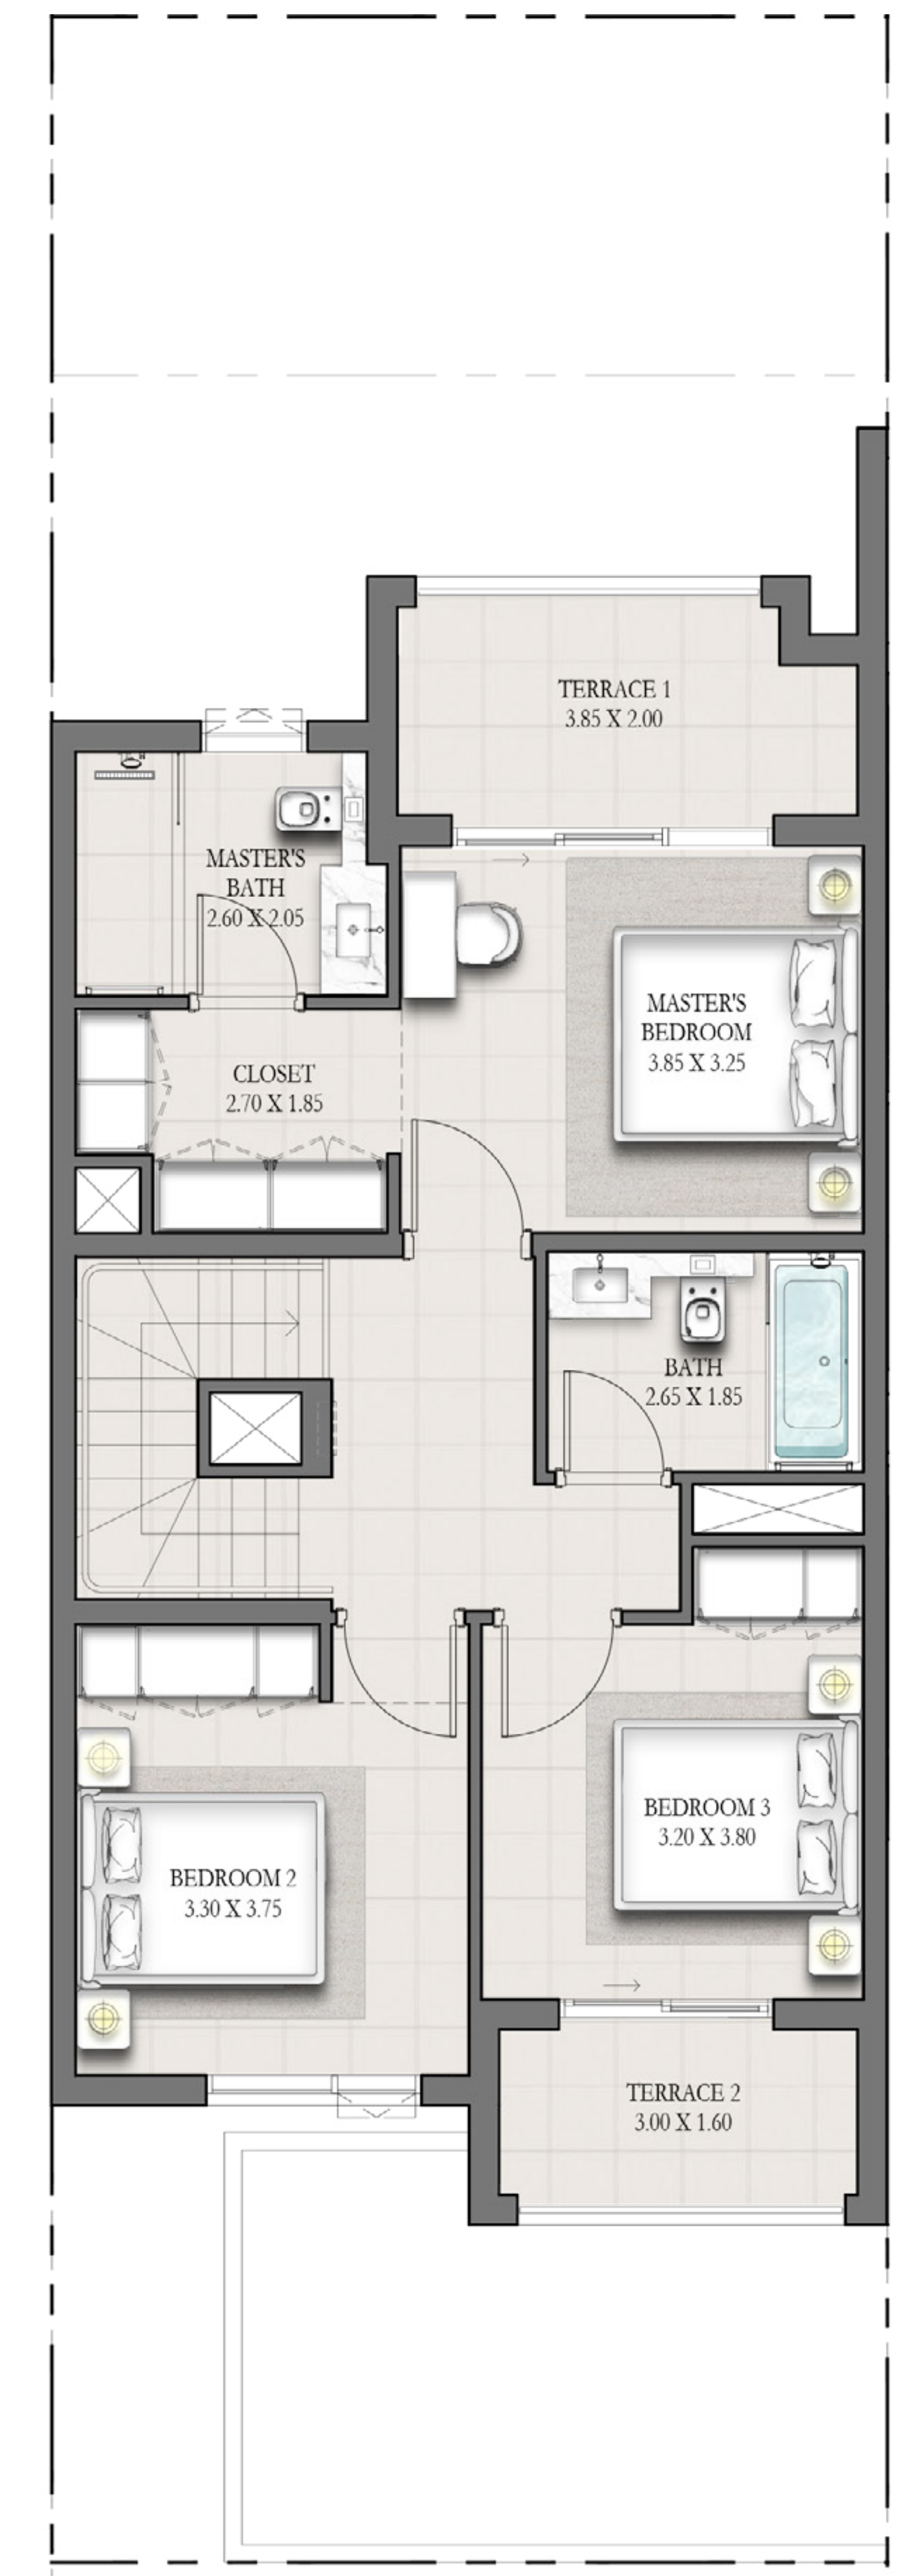 TERRACE 1
3.85 X 2.00
MASTER'S
BATH
2.60 X 2.05
MASTER'S
BEDROOM
3.85 X 3.25
CLOSET
2.70 X 1.85
BATH
2.65 X 1.85
BEDROOM 3
3.20 X 3.80
BEDROOM 2
3.30 X 3.75
TERRACE 2
3.00 X 1.60